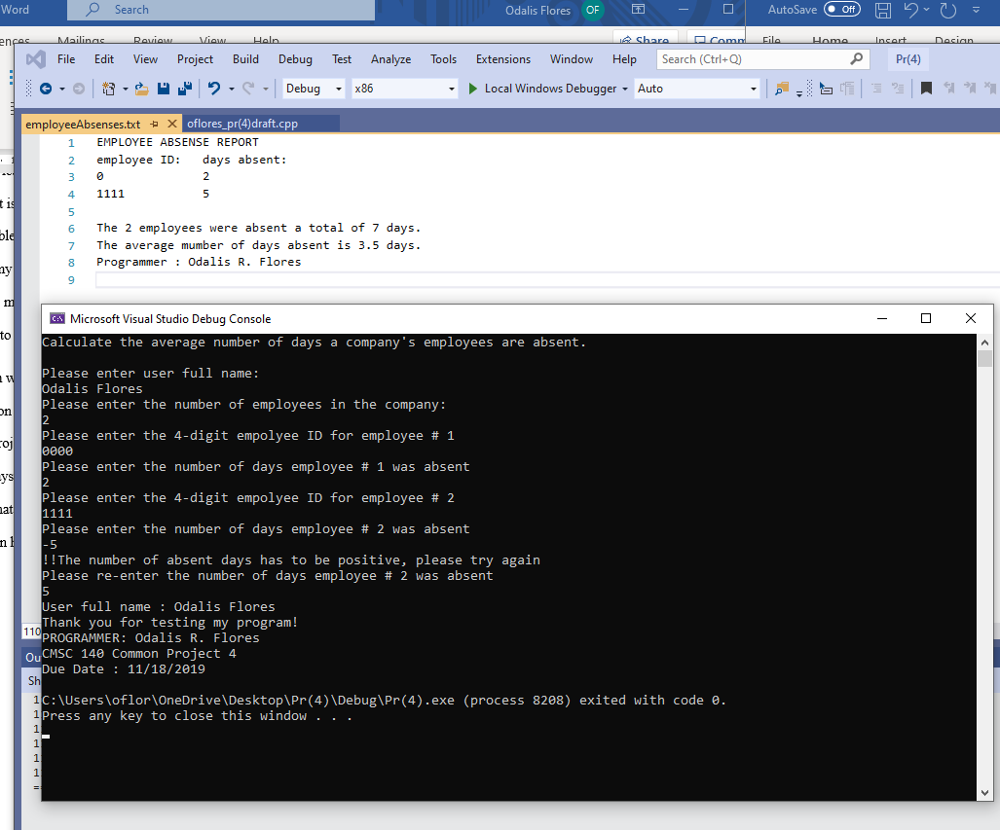 Word Search Odalis Flores OF AutoSave Off
Mailings Review View Help Share Comm File Home Insert Design
File Edit View Project Build Debug Test Analyze Tools Extensions Window Help Search (Ctrl+Q) Pr(4)
Debug x86 Local Windows Debugger Auto
employeeAbsenses.txt oflores_pr(4)draft.cpp
1 EMPLOYEE ABSENSE REPORT
2 employee ID: days absent:
3 0 2
4 1111 5
5
6 The 2 employees were absent a total of 7 days.
7 The average mumber of days absent is 3.5 days.
8 Programmer : Odalis R. Flores
9
Microsoft Visual Studio Debug Console
Calculate the average number of days a company's employees are absent.
Please enter user full name:
Odalis Flores
Please enter the number of employees in the company:
2
Please enter the 4-digit empolyee ID for employee # 1
0000
Please enter the number of days employee # 1 was absent
2
Please enter the 4-digit empolyee ID for employee # 2
1111
Please enter the number of days employee # 2 was absent
-5
!!The number of absent days has to be positive, please try again
Please re-enter the number of days employee # 2 was absent
5
User full name : Odalis Flores
Thank you for testing my program!
PROGRAMMER: Odalis R. Flores
CMSC 140 Common Project 4
Due Date : 11/18/2019
C:\Users\oflor\OneDrive\Desktop\Pr(4)\Debug\Pr(4).exe (process 8208) exited with code 0.
Press any key to close this window . . .
110
Ou
Sh